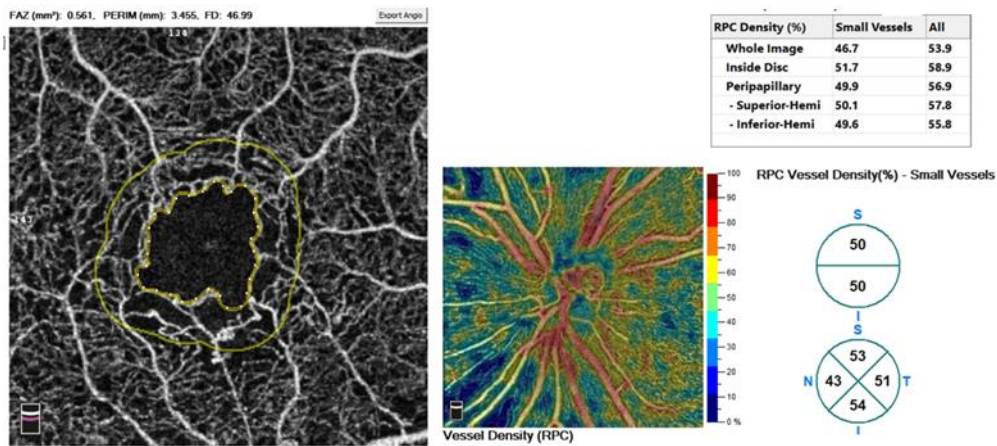 FAZ (mm²): 0.561, PERIM (mm): 3.455, FD: 46.99
Export Angio
134
143
RPC Density (%) Small Vessels All
Whole Image 46.7 53.9
Inside Disc 51.7 58.9
Peripapillary 49.9 56.9
- Superior-Hemi 50.1 57.8
- Inferior-Hemi 49.6 55.8
100
90
80
70
60
50
40
30
20
10
0 %
Vessel Density (RPC)
RPC Vessel Density(%) - Small Vessels
S
50
50
I
S
53
N 43 51 T
54
I